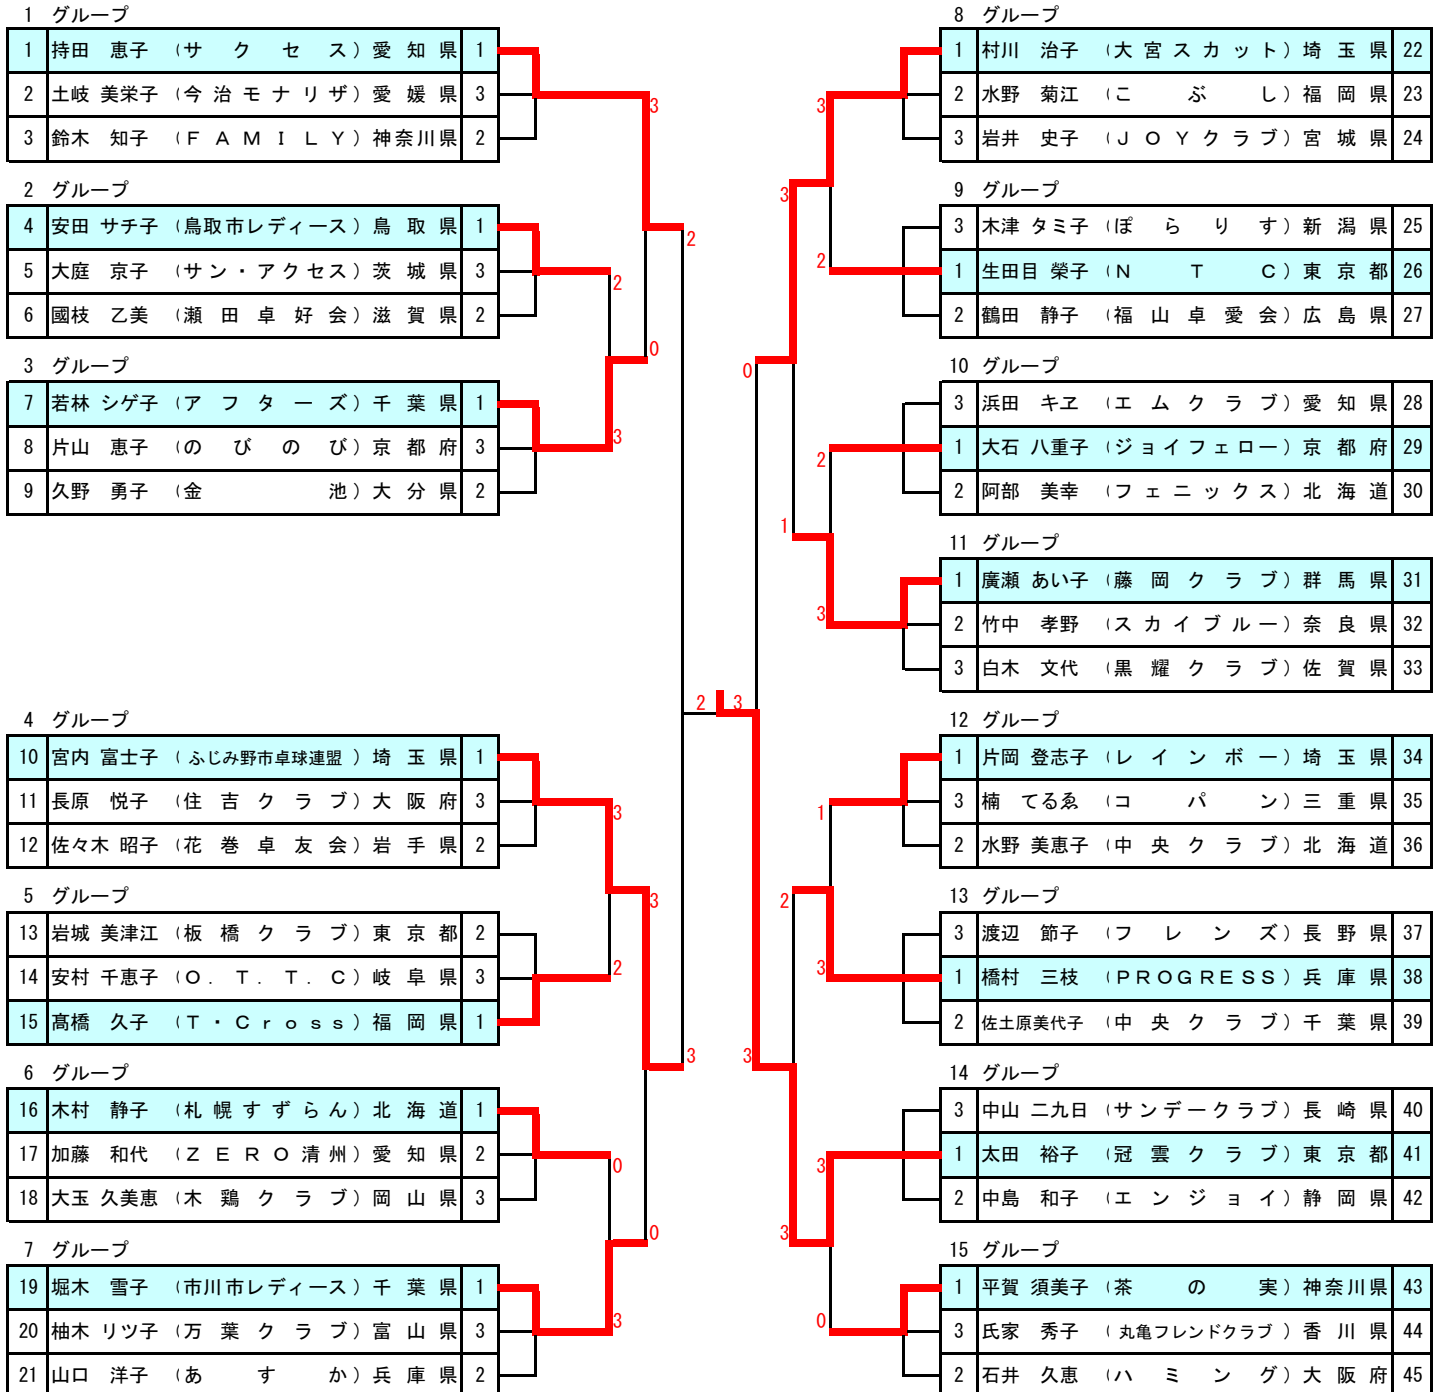 1 グループ
1 持田 恵子 (サクセス) 愛知県 1
2 土岐 美栄子 (今治モナリザ) 愛媛県 3
3 鈴木 知子 (FAMILY) 神奈川県 2
2 グループ
4 安田 サチ子 (鳥取市レディース) 鳥取県 1
5 大庭 京子 (サン・アクセス) 茨城県 3
6 國枝 乙美 (瀬田卓好会) 滋賀県 2
3 グループ
7 若林 シゲ子 (アフターズ) 千葉県 1
8 片山 恵子 (のびのび) 京都府 3
9 久野 勇子 (金池) 大分県 2
4 グループ
10 宮内 富士子 (ふじみ野市卓球連盟) 埼玉県 1
11 長原 悦子 (住吉クラブ) 大阪府 3
12 佐々木 昭子 (花巻卓友会) 岩手県 2
5 グループ
13 岩城 美津江 (板橋クラブ) 東京都 2
14 安村 千恵子 (O.T.T.C) 岐阜県 3
15 髙橋 久子 (T・Cross) 福岡県 1
6 グループ
16 木村 静子 (札幌すずらん) 北海道 1
17 加藤 和代 (ZERO清州) 愛知県 2
18 大玉 久美恵 (木鶏クラブ) 岡山県 3
7 グループ
19 堀木 雪子 (市川市レディース) 千葉県 1
20 柚木 リツ子 (万葉クラブ) 富山県 3
21 山口 洋子 (あすか) 兵庫県 2
3
2
2
0
3
3
3
2
3
0
0
3
2 3
8 グループ
1 村川 治子 (大宮スカット) 埼玉県 22
2 水野 菊江 (こぶし) 福岡県 23
3 岩井 史子 (JOYクラブ) 宮城県 24
9 グループ
3 木津 タミ子 (ぽらりす) 新潟県 25
1 生田目 榮子 (NTC) 東京都 26
2 鶴田 静子 (福山卓愛会) 広島県 27
10 グループ
3 浜田 キヱ (エムクラブ) 愛知県 28
1 大石 八重子 (ジョイフェロー) 京都府 29
2 阿部 美幸 (フェニックス) 北海道 30
11 グループ
1 廣瀬 あい子 (藤岡クラブ) 群馬県 31
2 竹中 孝野 (スカイブルー) 奈良県 32
3 白木 文代 (黒耀クラブ) 佐賀県 33
12 グループ
1 片岡 登志子 (レインボー) 埼玉県 34
3 楠 てるゑ (コパン) 三重県 35
2 水野 美恵子 (中央クラブ) 北海道 36
13 グループ
3 渡辺 節子 (フレンズ) 長野県 37
1 橋村 三枝 (PROGRESS) 兵庫県 38
2 佐土原美代子 (中央クラブ) 千葉県 39
14 グループ
3 中山 二九日 (サンデークラブ) 長崎県 40
1 太田 裕子 (冠雲クラブ) 東京都 41
2 中島 和子 (エンジョイ) 静岡県 42
15 グループ
1 平賀 須美子 (茶の実) 神奈川県 43
3 氏家 秀子 (丸亀フレンドクラブ) 香川県 44
2 石井 久恵 (ハミング) 大阪府 45
3
3
2
0
2
1
3
1
2
3
3
3
3
0